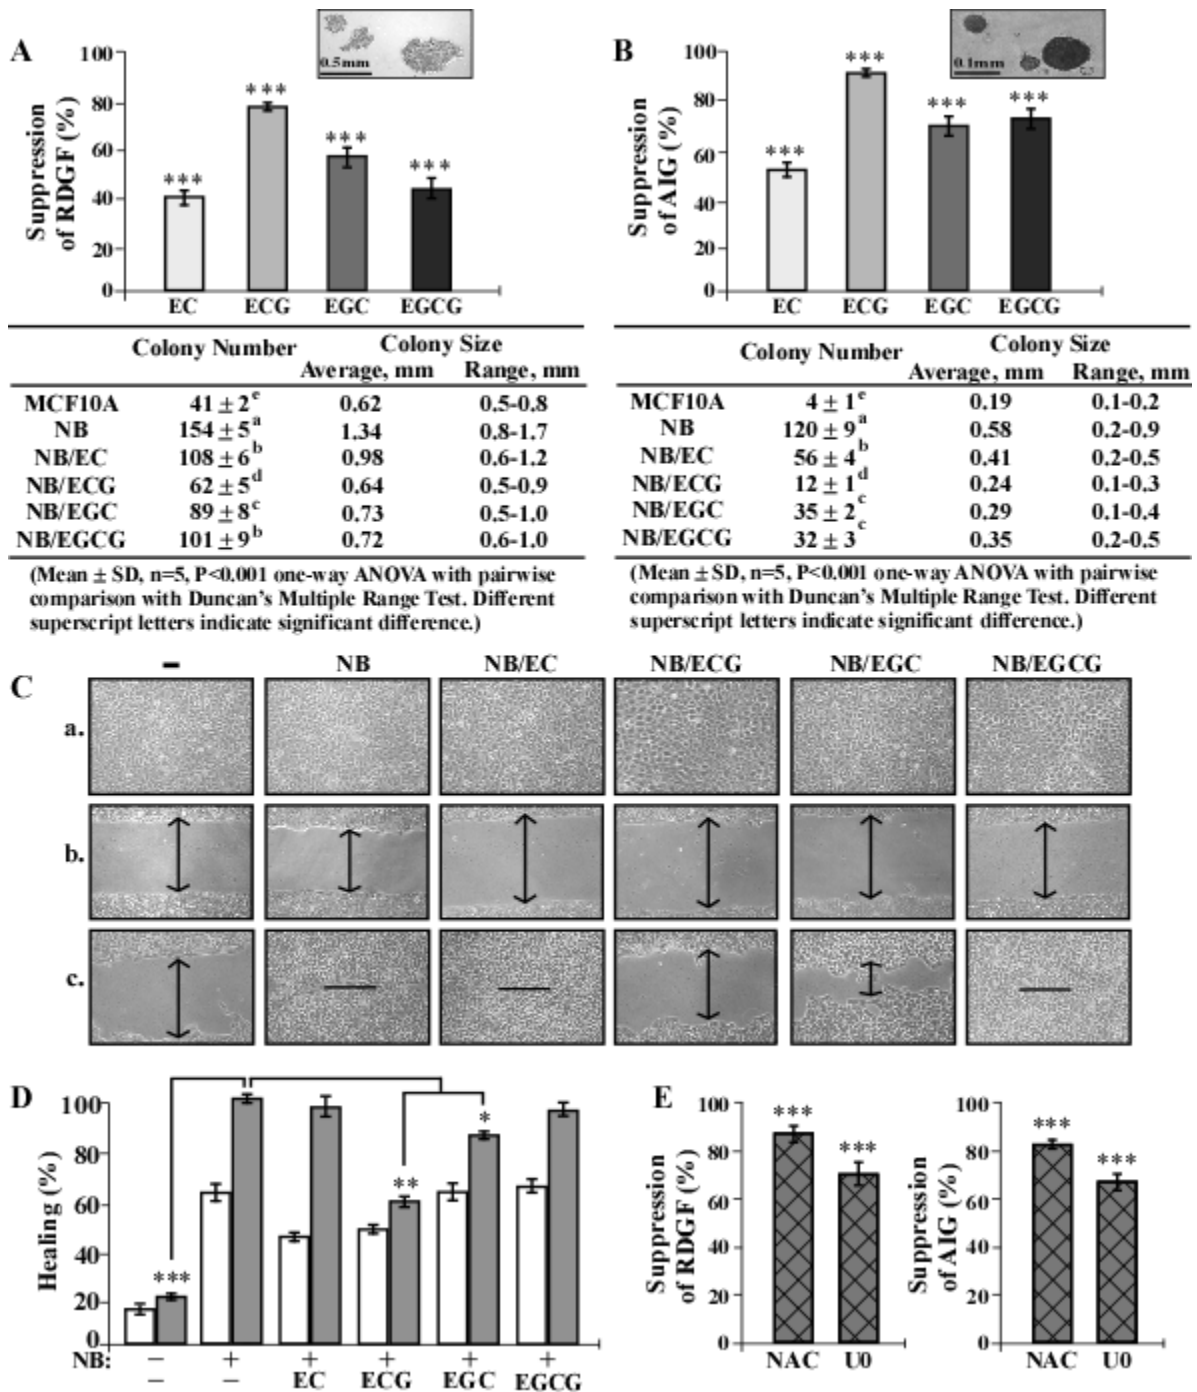 A
0.5mm
Suppression
of RDGF (%)
100
80
60
40
20
0
***
***
***
***
EC ECG EGC EGCG
Colony Number Colony Size
Average, mm Range, mm
MCF10A 41 ± 2e 0.62 0.5-0.8
NB 154 ± 5a 1.34 0.8-1.7
NB/EC 108 ± 6b 0.98 0.6-1.2
NB/ECG 62 ± 5d 0.64 0.5-0.9
NB/EGC 89 ± 8c 0.73 0.5-1.0
NB/EGCG 101 ± 9b 0.72 0.6-1.0
(Mean ± SD, n=5, P<0.001 one-way ANOVA with pairwise
comparison with Duncan's Multiple Range Test. Different
superscript letters indicate significant difference.)
B
0.1mm
Suppression
of AIG (%)
100
80
60
40
20
0
***
***
***
***
EC ECG EGC EGCG
Colony Number Colony Size
Average, mm Range, mm
MCF10A 4 ± 1e 0.19 0.1-0.2
NB 120 ± 9a 0.58 0.2-0.9
NB/EC 56 ± 4b 0.41 0.2-0.5
NB/ECG 12 ± 1d 0.24 0.1-0.3
NB/EGC 35 ± 2c 0.29 0.1-0.4
NB/EGCG 32 ± 3c 0.35 0.2-0.5
(Mean ± SD, n=5, P<0.001 one-way ANOVA with pairwise
comparison with Duncan's Multiple Range Test. Different
superscript letters indicate significant difference.)
C
– NB NB/EC NB/ECG NB/EGC NB/EGCG
a.
b.
c.
D
Healing (%)
100
80
60
40
20
0
***
**
*
NB: – + + + + +
– – EC ECG EGC EGCG
E
Suppression
of RDGF (%)
100
80
60
40
20
0
***
***
NAC U0
Suppression
of AIG (%)
100
80
60
40
20
0
***
***
NAC U0